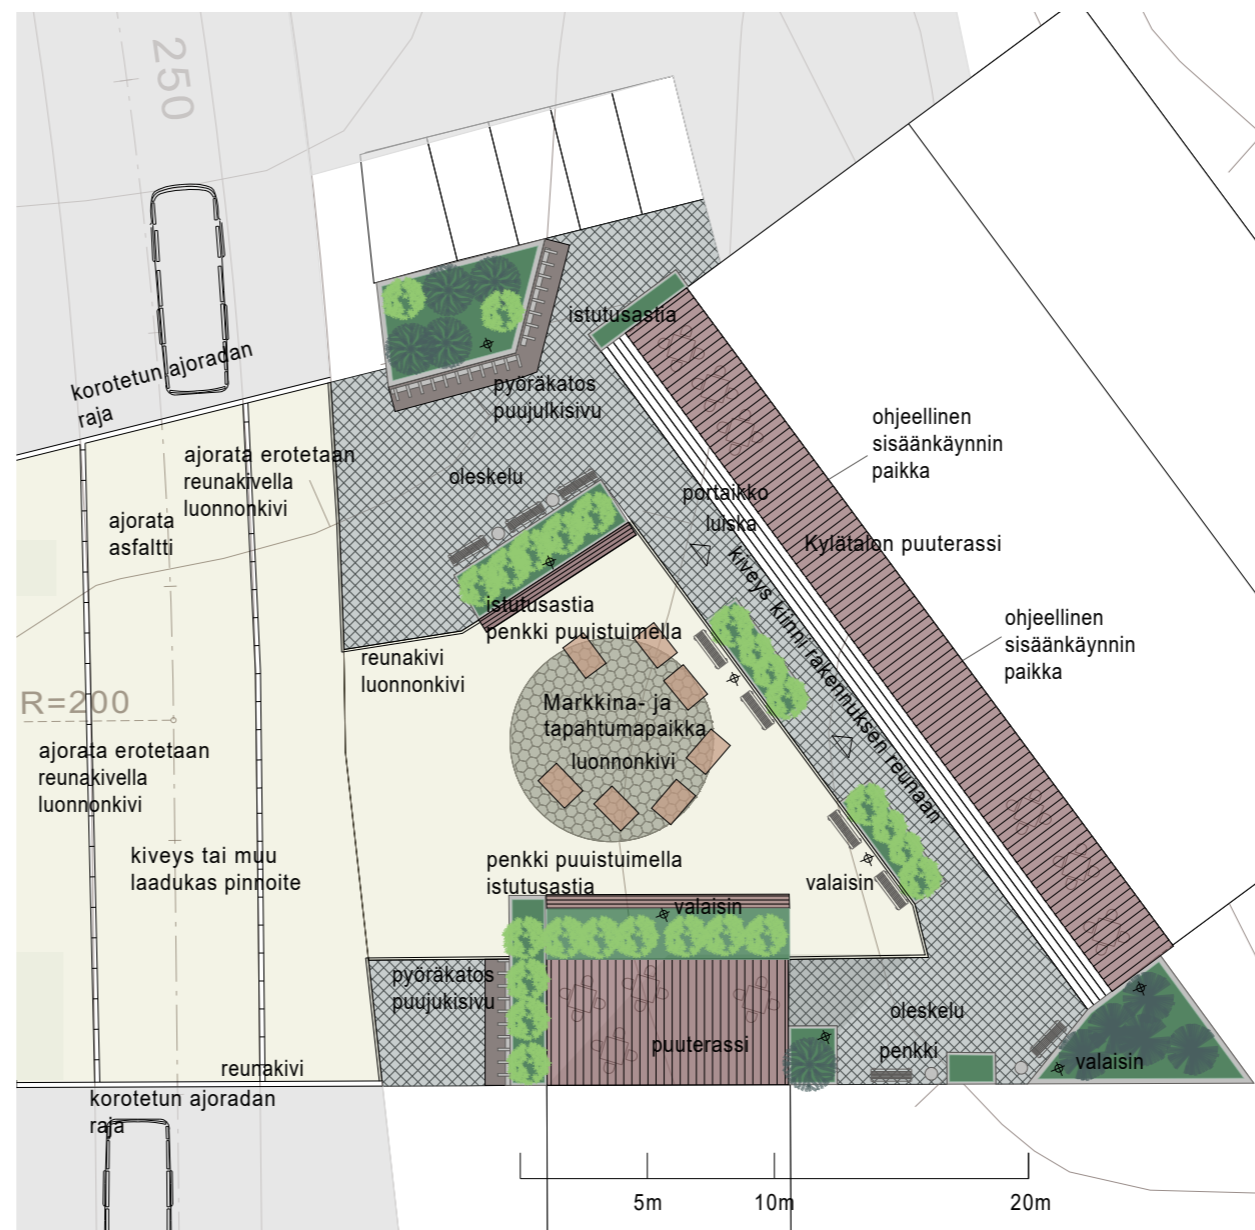 250
korotetun ajoradan
raja
istutusastia
pyöräkatos
puujulkisivu
ohjeellinen
sisäänkäynnin
paikka
ajorata erotetaan
reunakivella
luonnonkivi
oleskelu
portaikko
luiska
ajorata
asfaltti
Kylätalon puuterassi
kiveys kiinni rakennuksen reunaan
istutusastia
penkki puuistuimella
ohjeellinen
sisäänkäynnin
paikka
reunakivi
luonnonkivi
R=200
Markkina- ja
tapahtumapaikka
luonnonkivi
ajorata erotetaan
reunakivella
luonnonkivi
kiveys tai muu
laadukas pinnoite
penkki puuistuimella
istutusastia
valaisin
valaisin
pyöräkatos
puujukisivu
oleskelu
puuterassi
penkki
valaisin
reunakivi
korotetun ajoradan
raja
5m
10m
20m